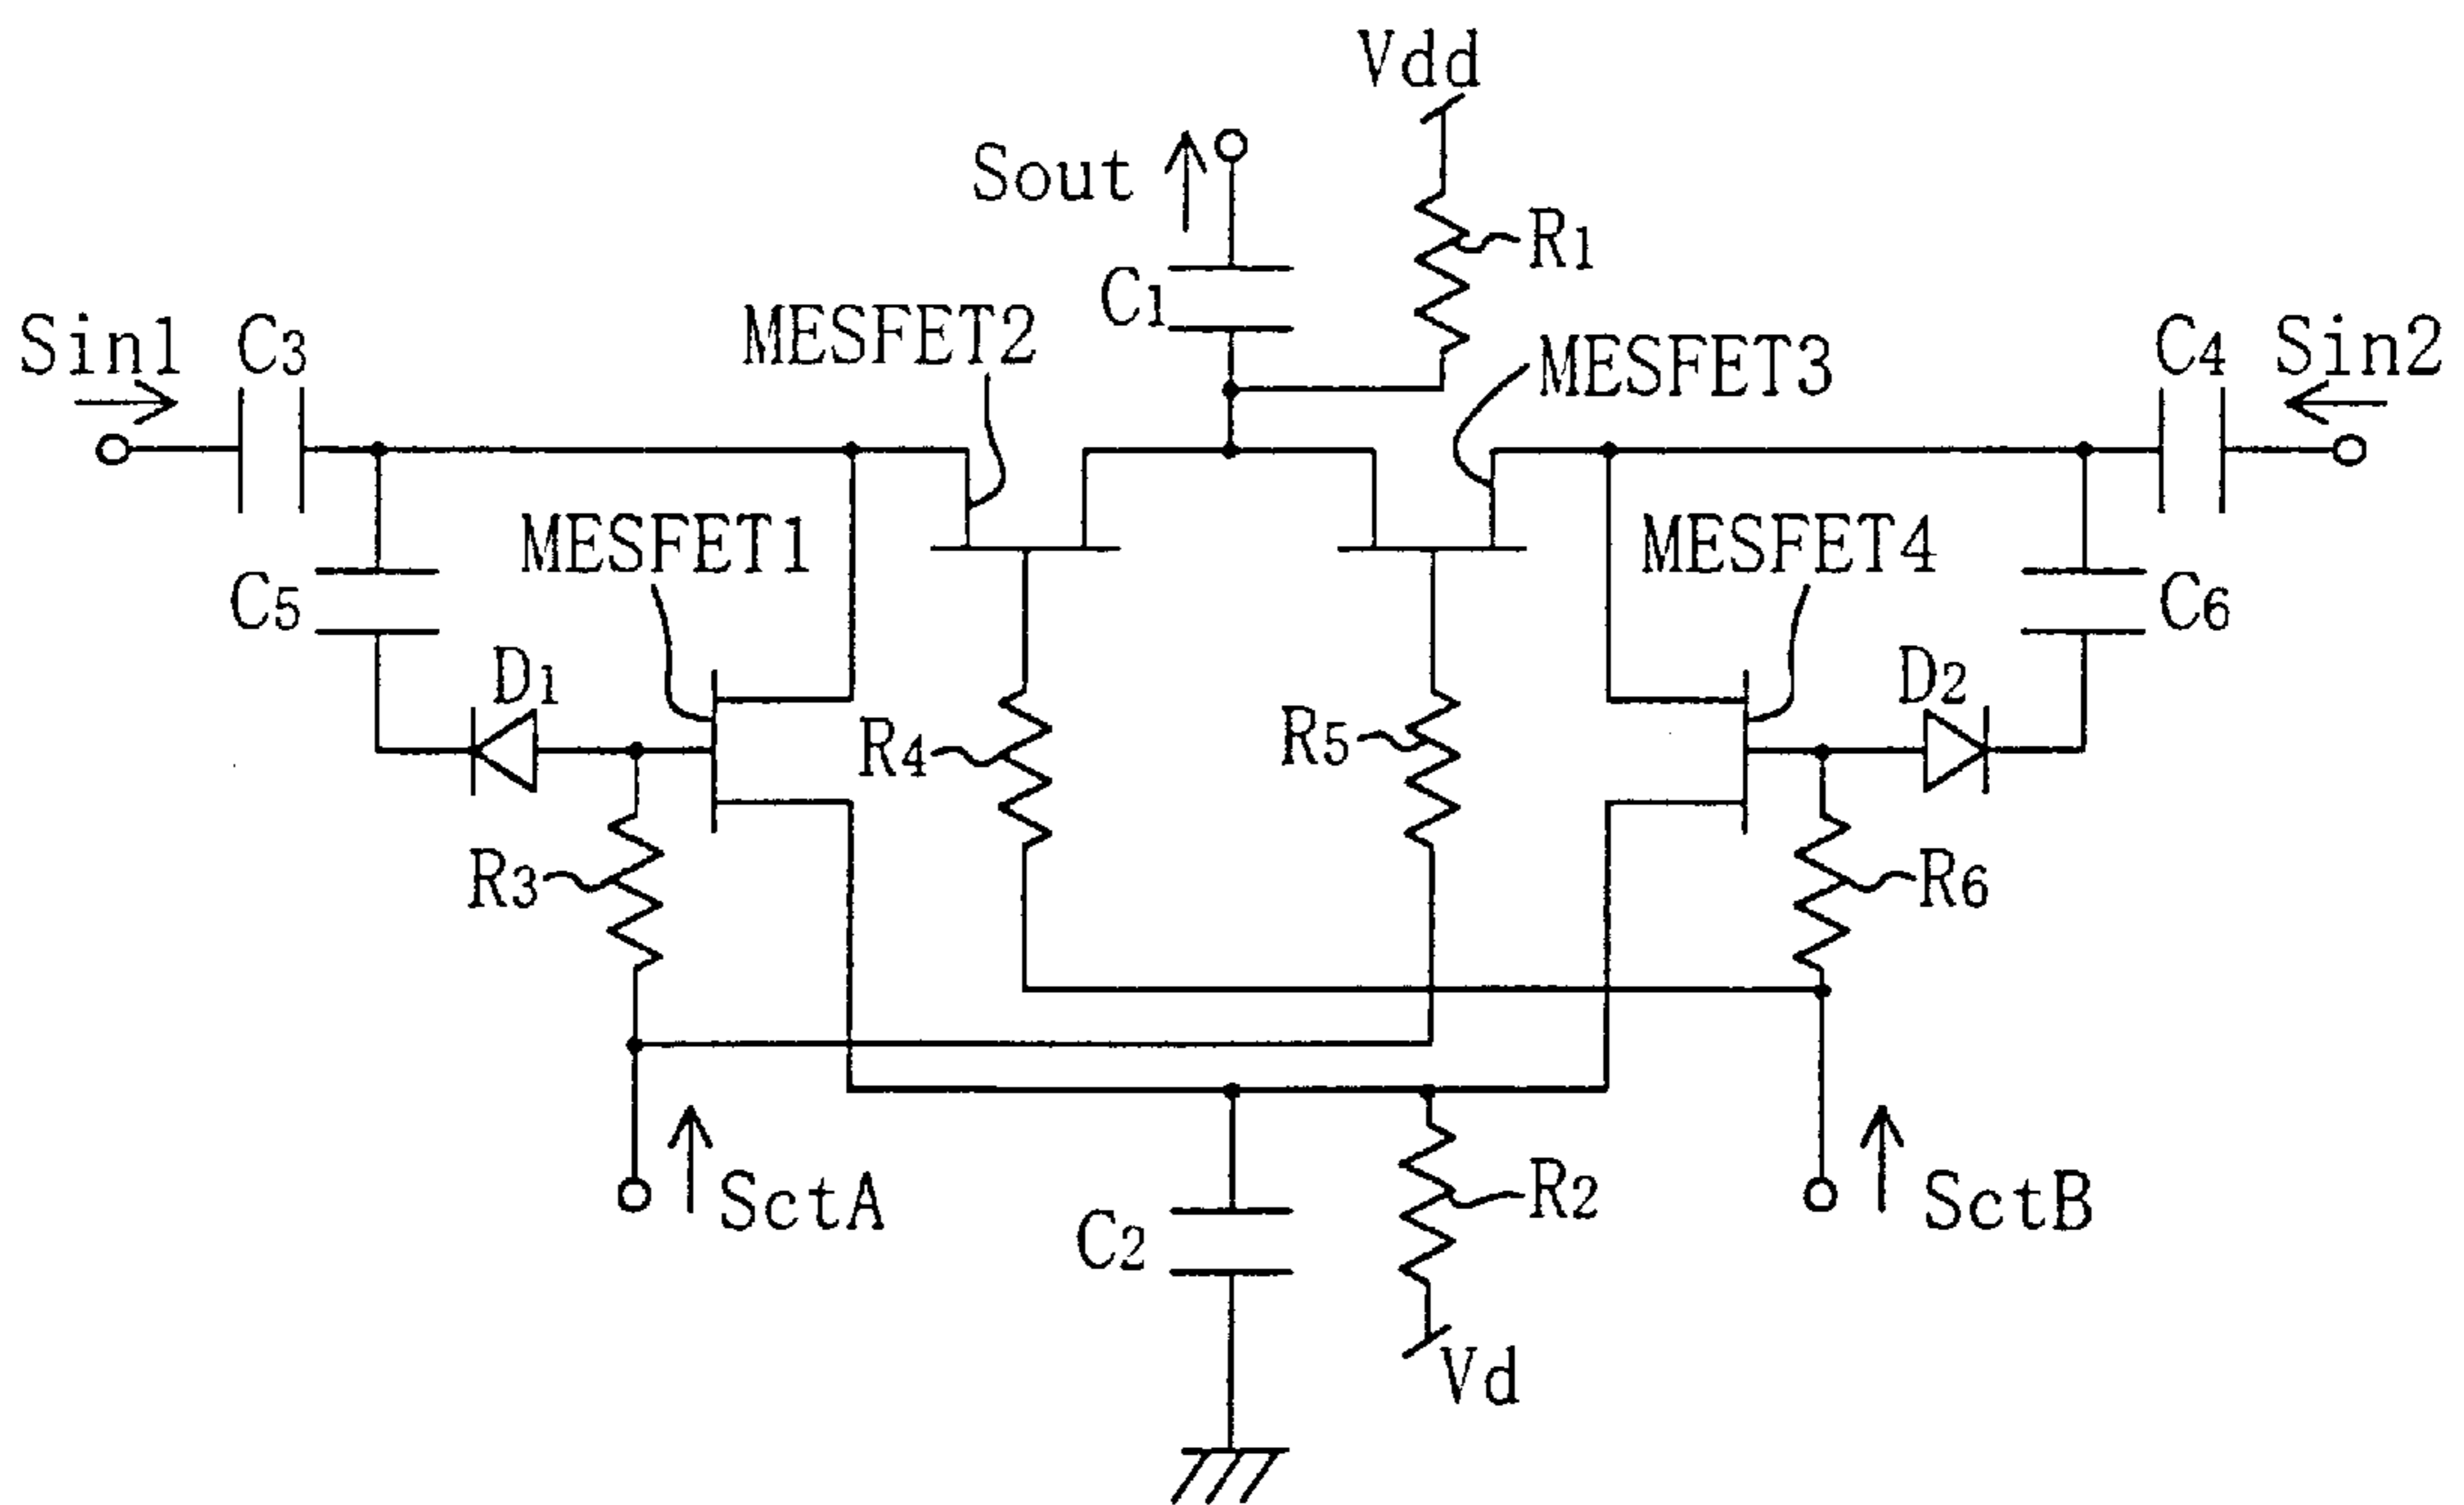 Vdd
Sout
R1
C1
MESFET2
MESFET3
Sin1
C3
C4
Sin2
MESFET1
MESFET4
C5
C6
D1
D2
R4
R5
R3
R6
SctA
C2
R2
SctB
Vd